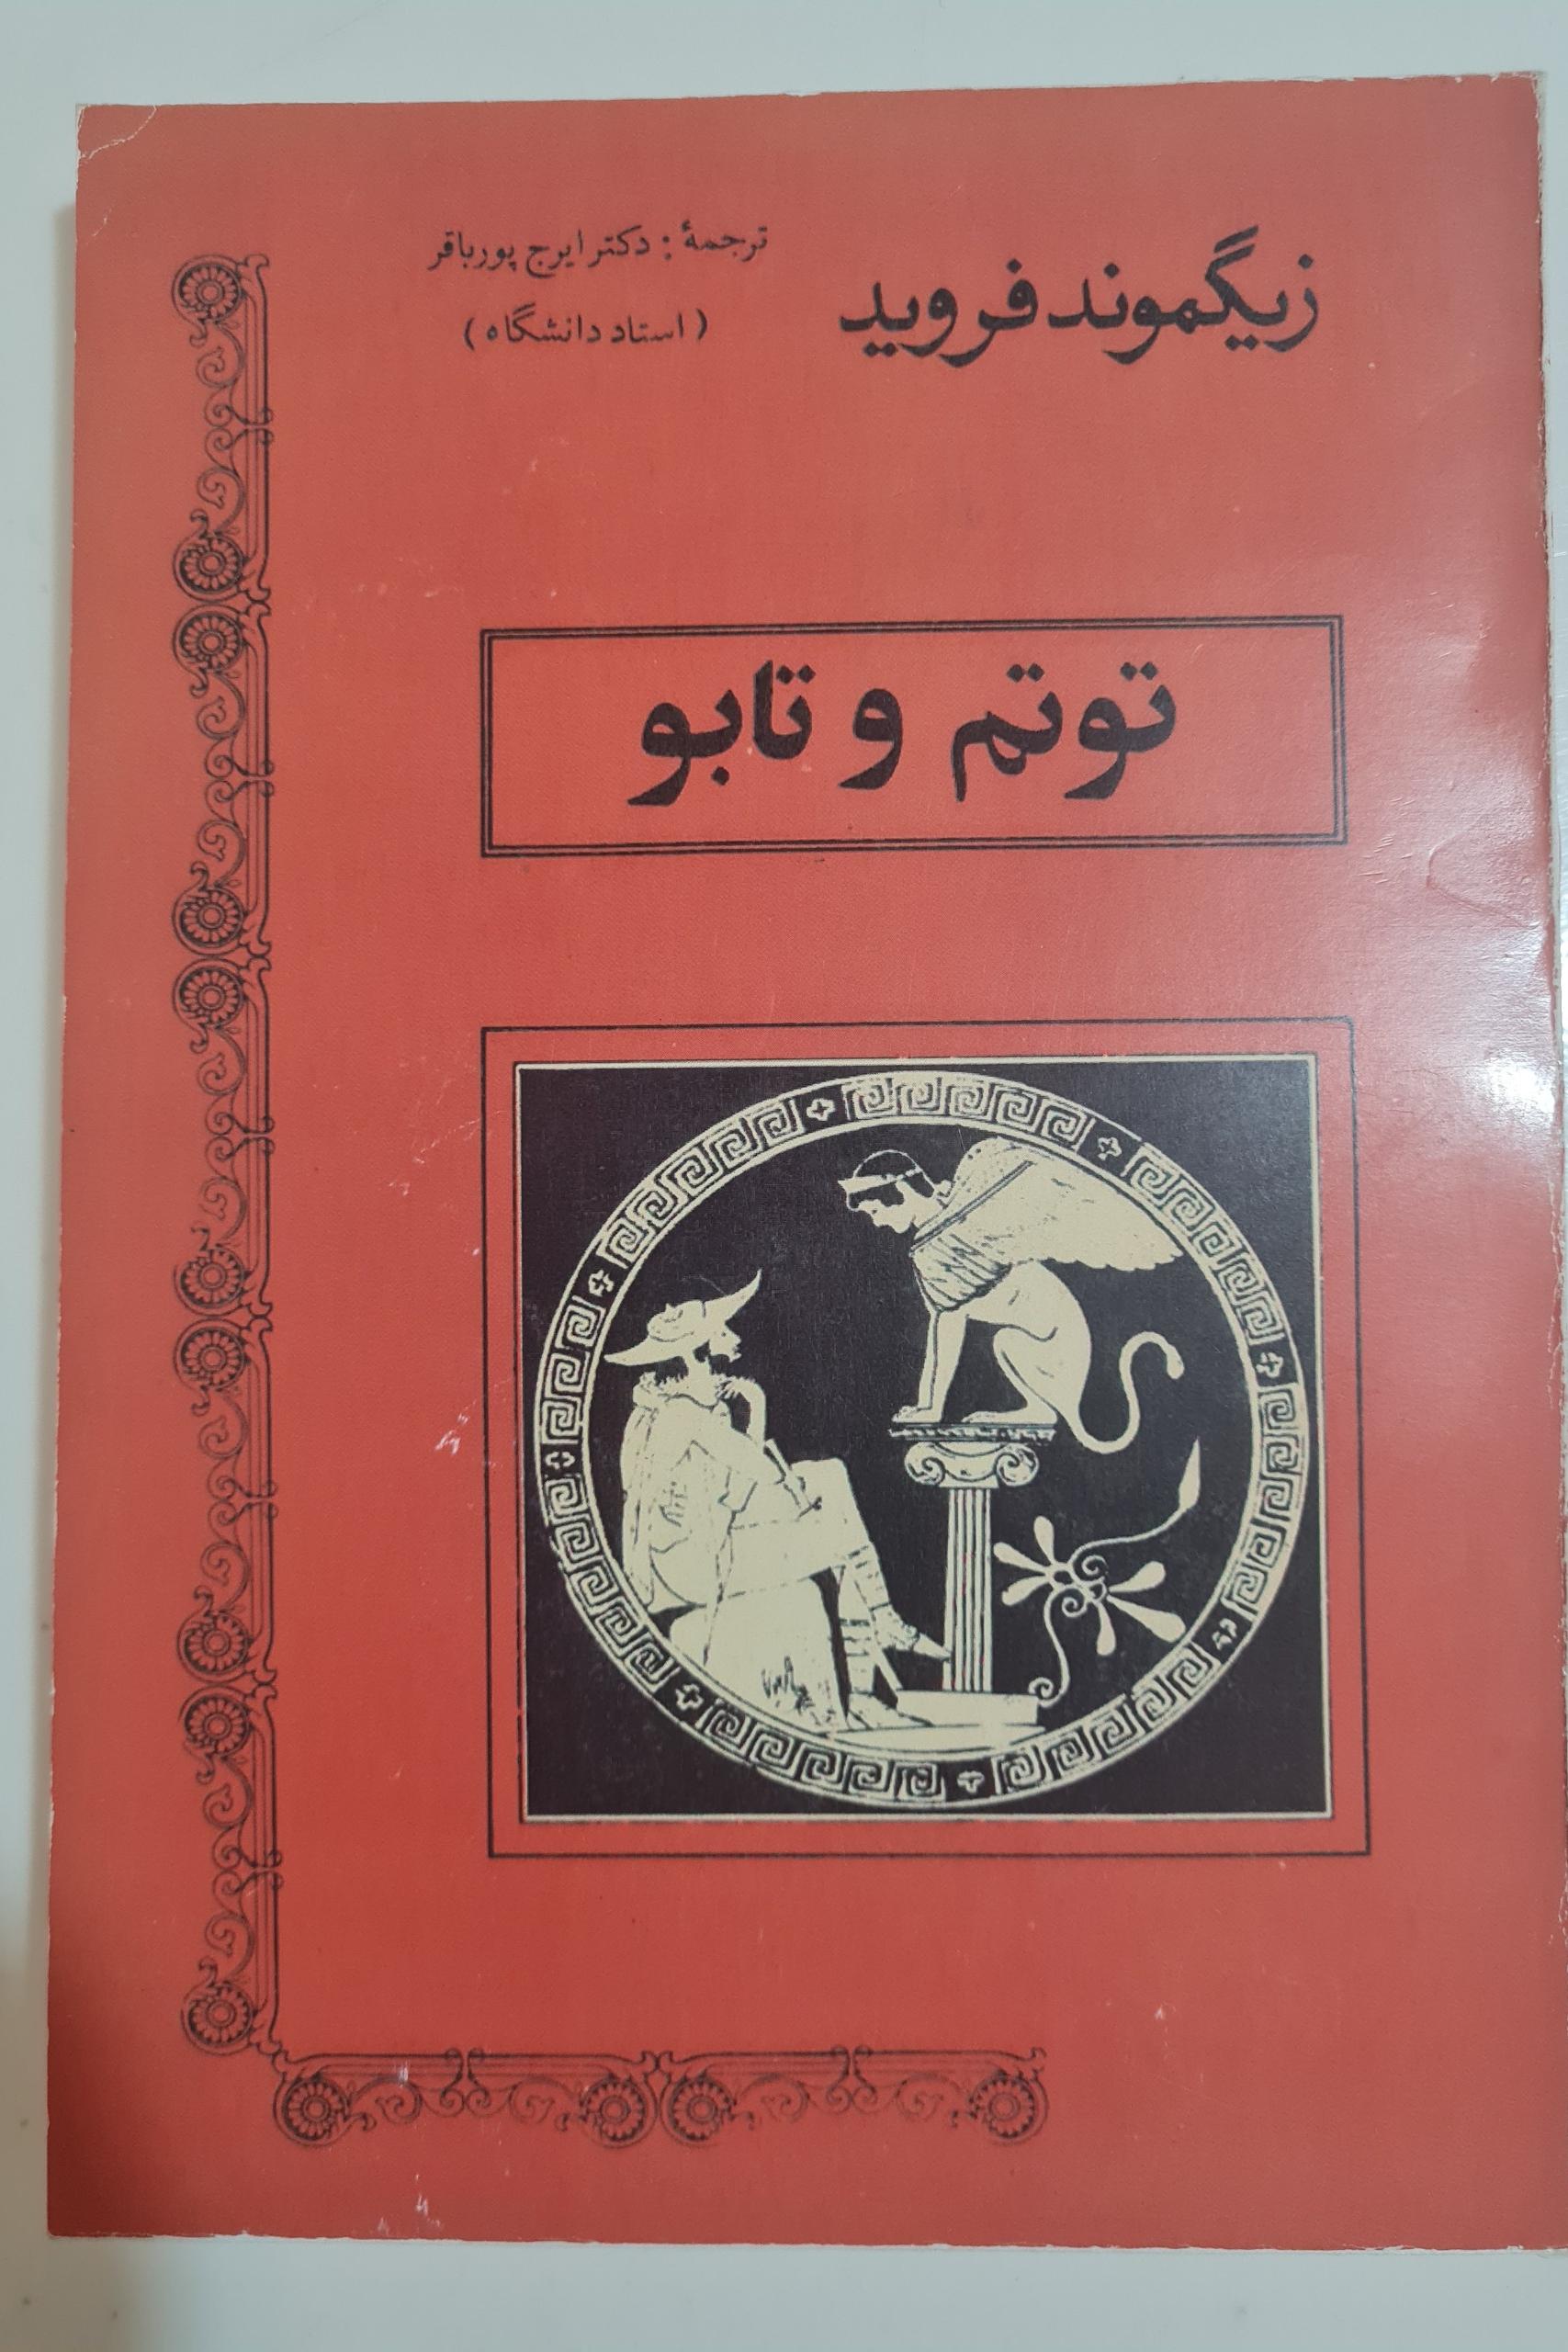 زیگموند فروید
ترجمهٔ : دکتر ایرج پورباقر
( استاد دانشگاه )
توتم و تابو